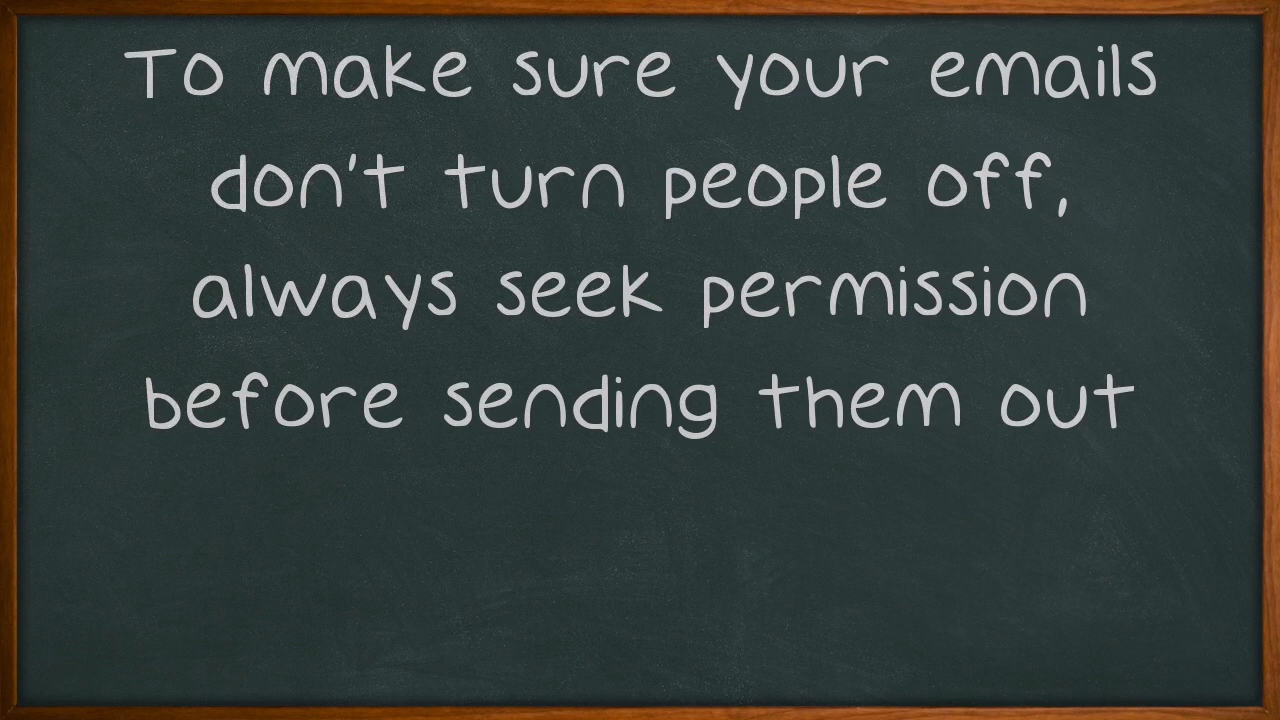 To make sure your emails
don't turn people off,
always seek permission
before sending them out